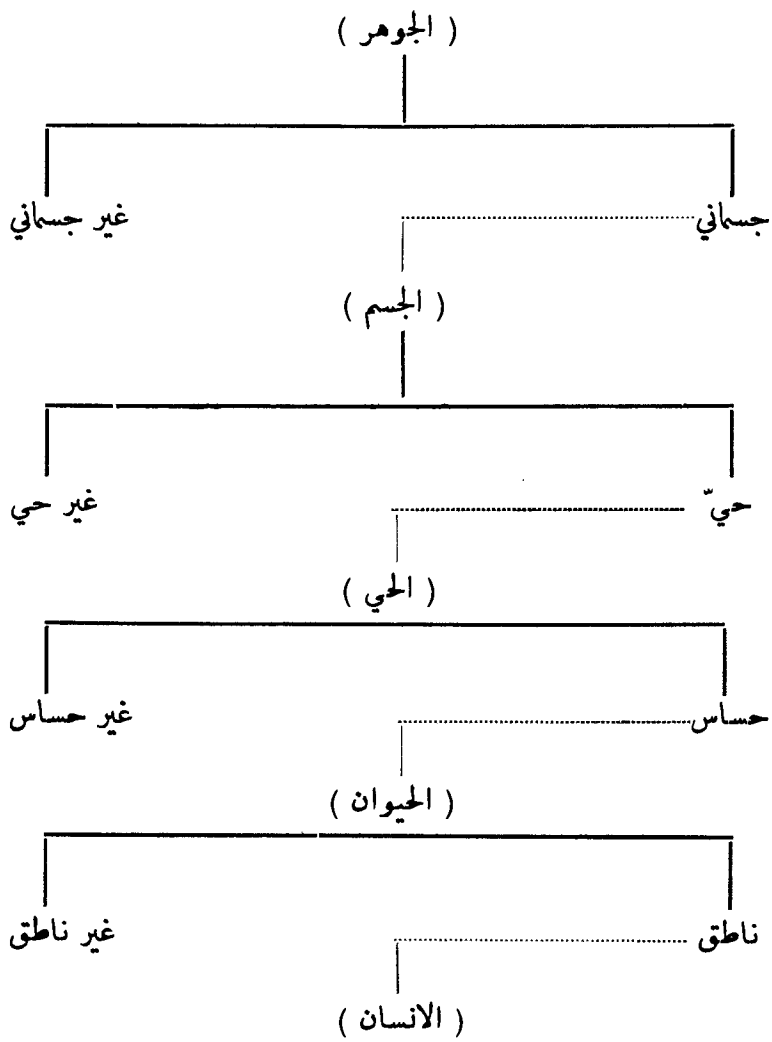 ( الجوهر )
جسماني
غير جسماني
( الجسم )
حيّ
غير حي
( الحي )
حساس
غير حساس
( الحيوان )
ناطق
غير ناطق
( الانسان )